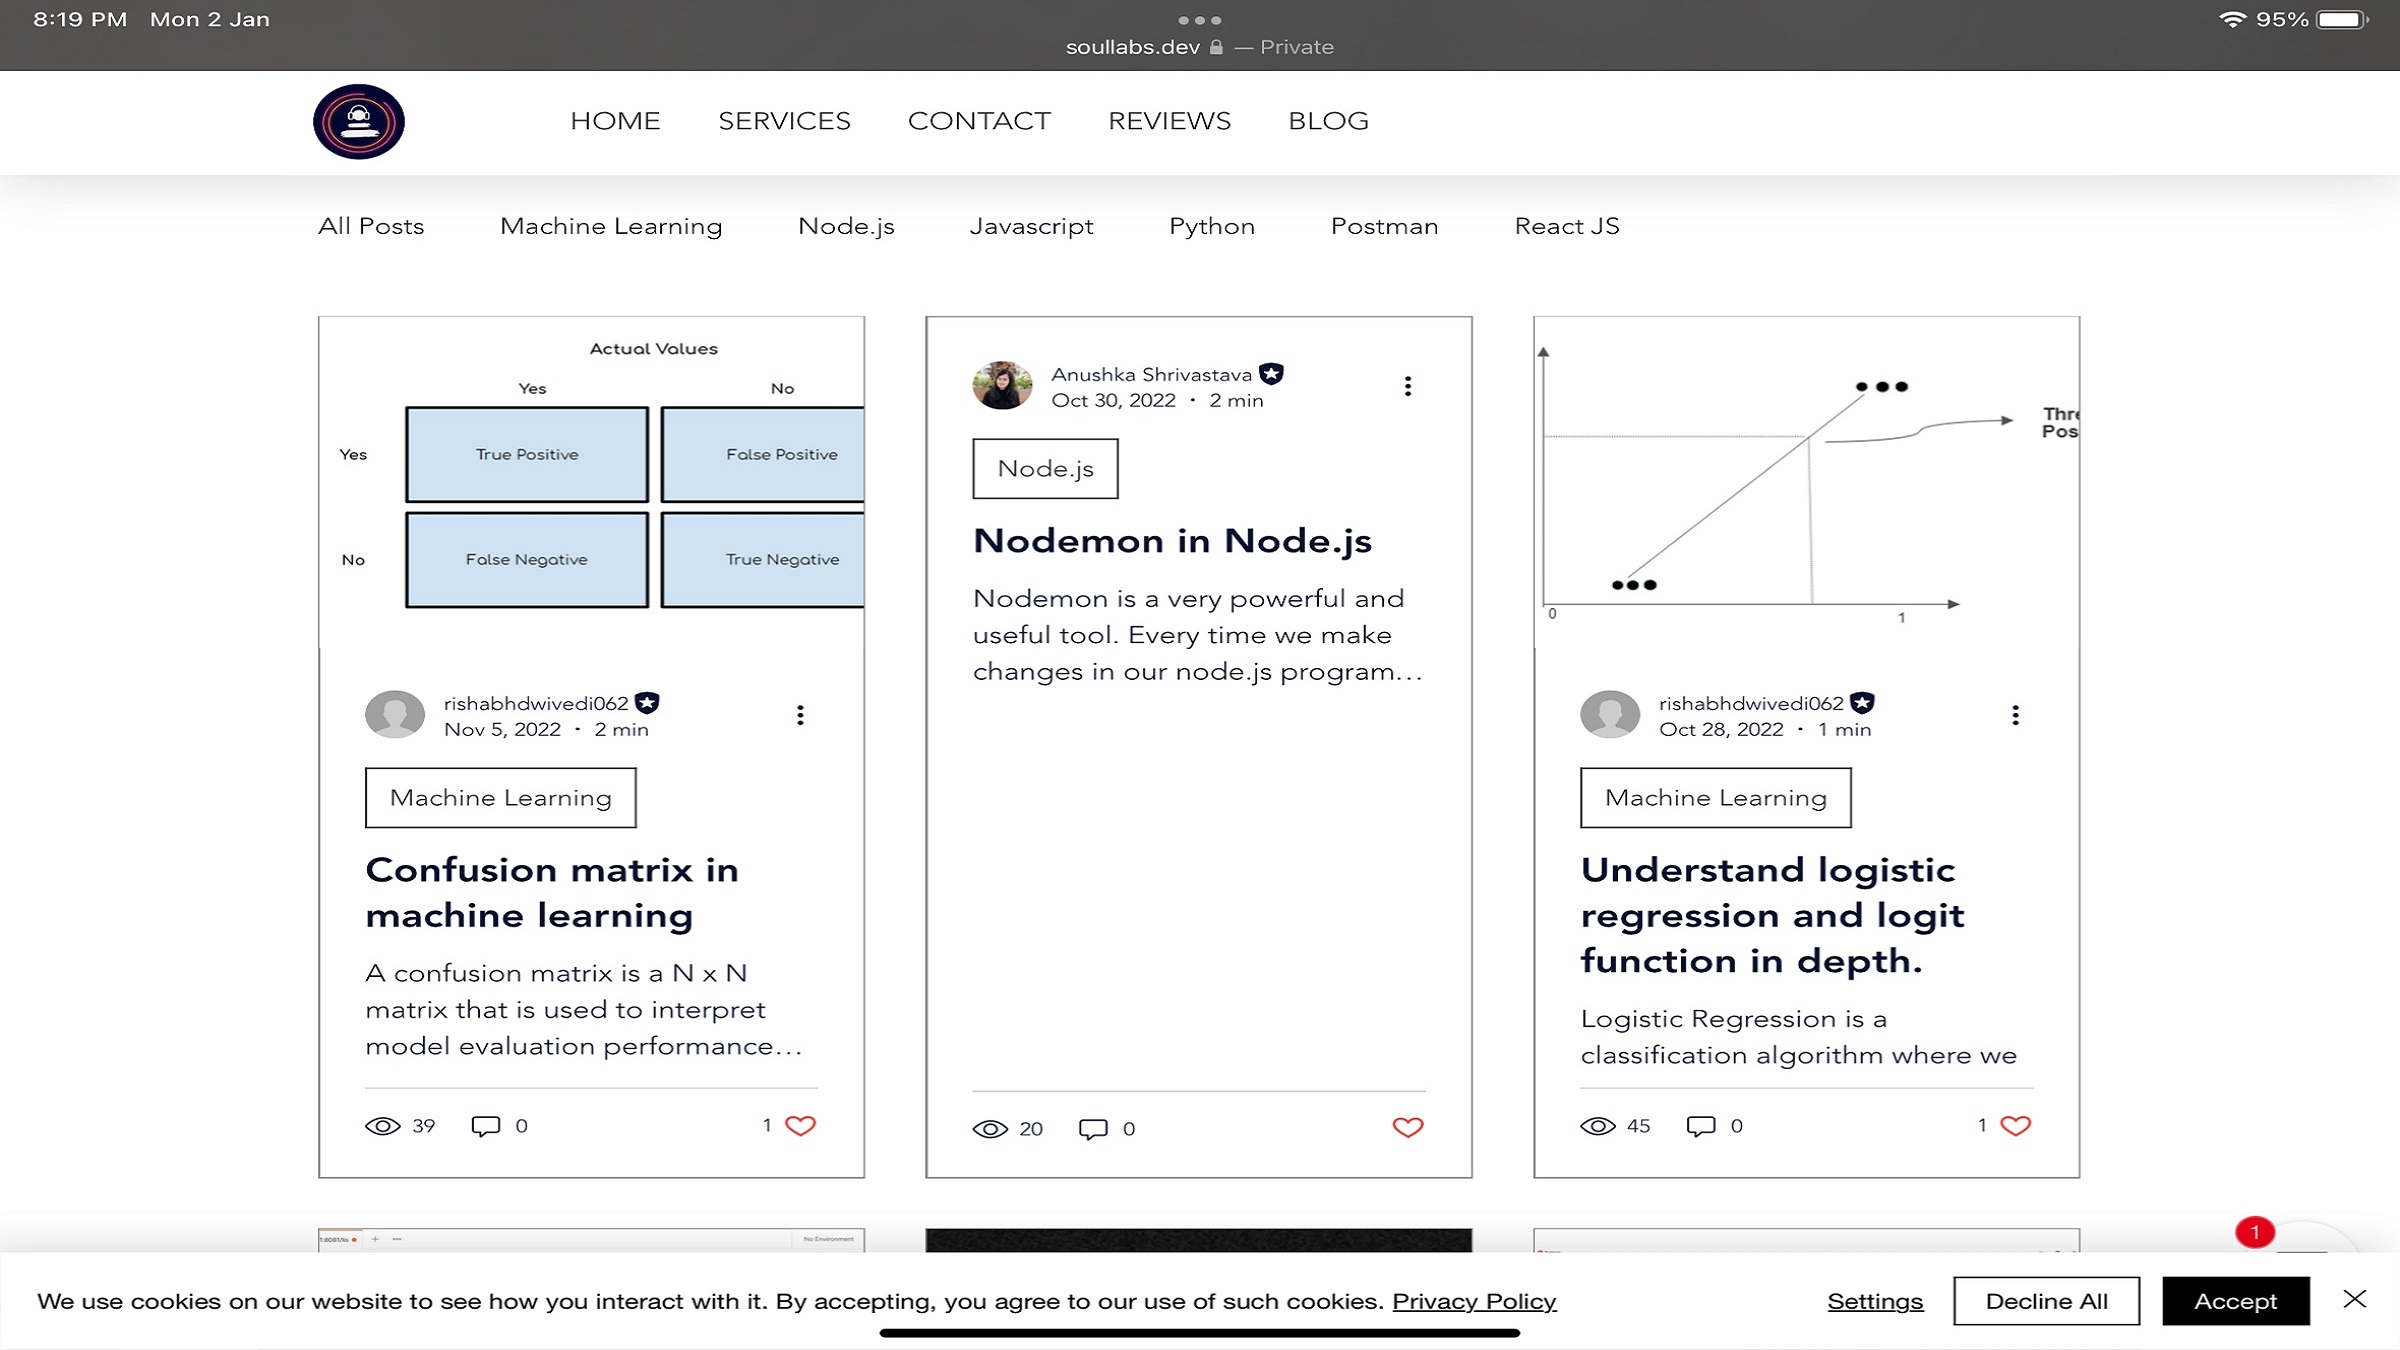 8:19 PM Mon 2 Jan
95%
soullabs.dev — Private
HOME SERVICES CONTACT REVIEWS BLOG
All Posts Machine Learning Node.js Javascript Python Postman React JS
Actual Values
Yes No
Yes True Positive False Positive
No False Negative True Negative
rishabhdwivedi062
Nov 5, 2022 · 2 min
Machine Learning
Confusion matrix in
machine learning
A confusion matrix is a N x N
matrix that is used to interpret
model evaluation performance...
39 0 1
Anushka Shrivastava
Oct 30, 2022 · 2 min
Node.js
Nodemon in Node.js
Nodemon is a very powerful and
useful tool. Every time we make
changes in our node.js program...
20 0
Thre
Pos
0 1
rishabhdwivedi062
Oct 28, 2022 · 1 min
Machine Learning
Understand logistic
regression and logit
function in depth.
Logistic Regression is a
classification algorithm where we
45 0 1
No Environment
1
We use cookies on our website to see how you interact with it. By accepting, you agree to our use of such cookies. Privacy Policy
Settings Decline All Accept